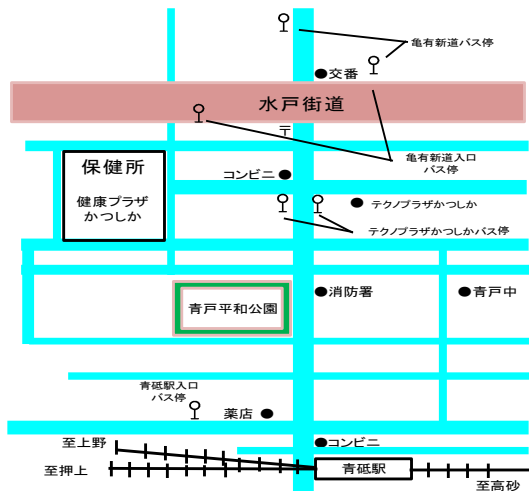 亀有新道バス停
交番
水戸街道
〒
保健所
健康プラザ
かつしか
コンビニ
亀有新道入口
バス停
テクノプラザかつしか
テクノプラザかつしかバス停
青戸平和公園
消防署
青戸中
青砥駅入口
バス停
薬店
至上野
コンビニ
至押上
青砥駅
至高砂